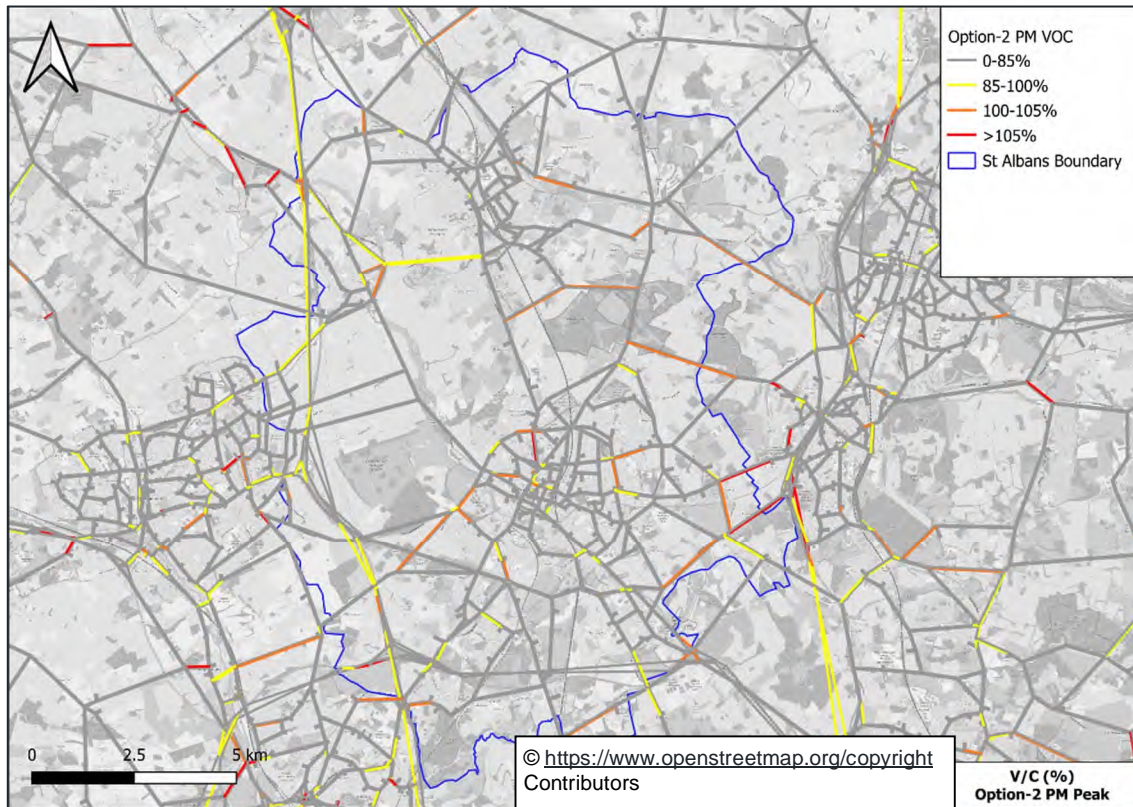 Option-2 PM VOC
0-85%
85-100%
100-105%
>105%
St Albans Boundary
0 2.5 5 km
© https://www.openstreetmap.org/copyright
Contributors
V/C (%)
Option-2 PM Peak